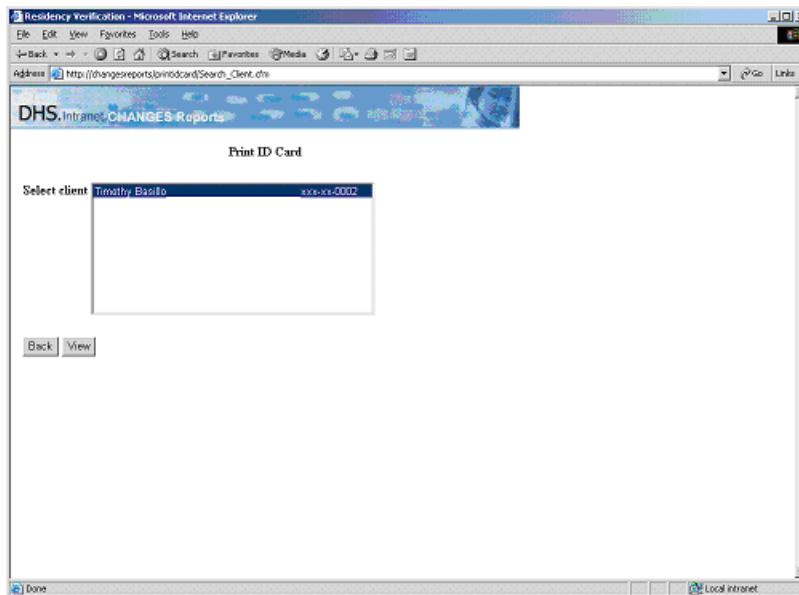 Residency Verification - Microsoft Internet Explorer
File Edit View Favorites Tools Help
Back Search Favorites Media
Address http://changesreports/printidcard/Search_Client.cfm Go Links
DHS.Intranet CHANGES Reports
Print ID Card
Select client Timothy Basillo xxx-xx-0002
Back View
Done Local intranet